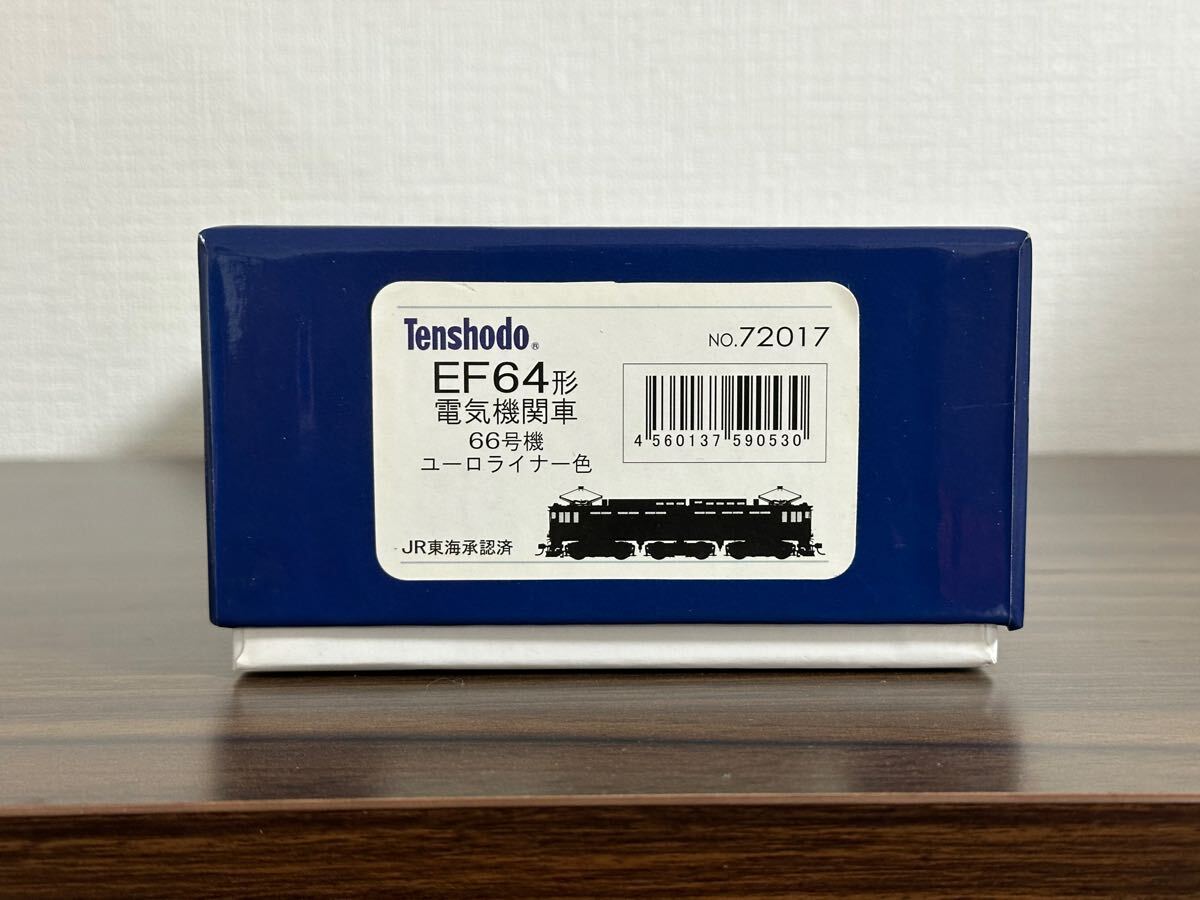 Tenshodo®
NO.72017
EF64形
電気機関車
66号機
ユーロライナー色
4 560137 590530
JR東海承認済